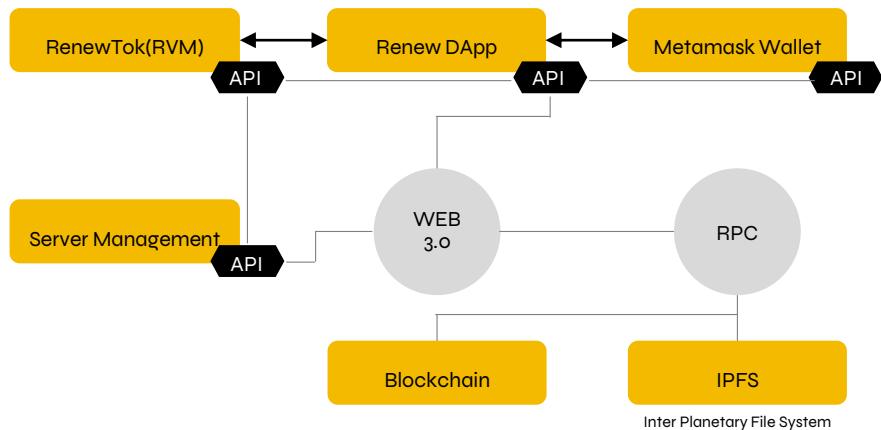 RenewTok(RVM)
Renew DApp
Metamask Wallet
API
API
API
Server Management
API
WEB
3.0
RPC
Blockchain
IPFS
Inter Planetary File System